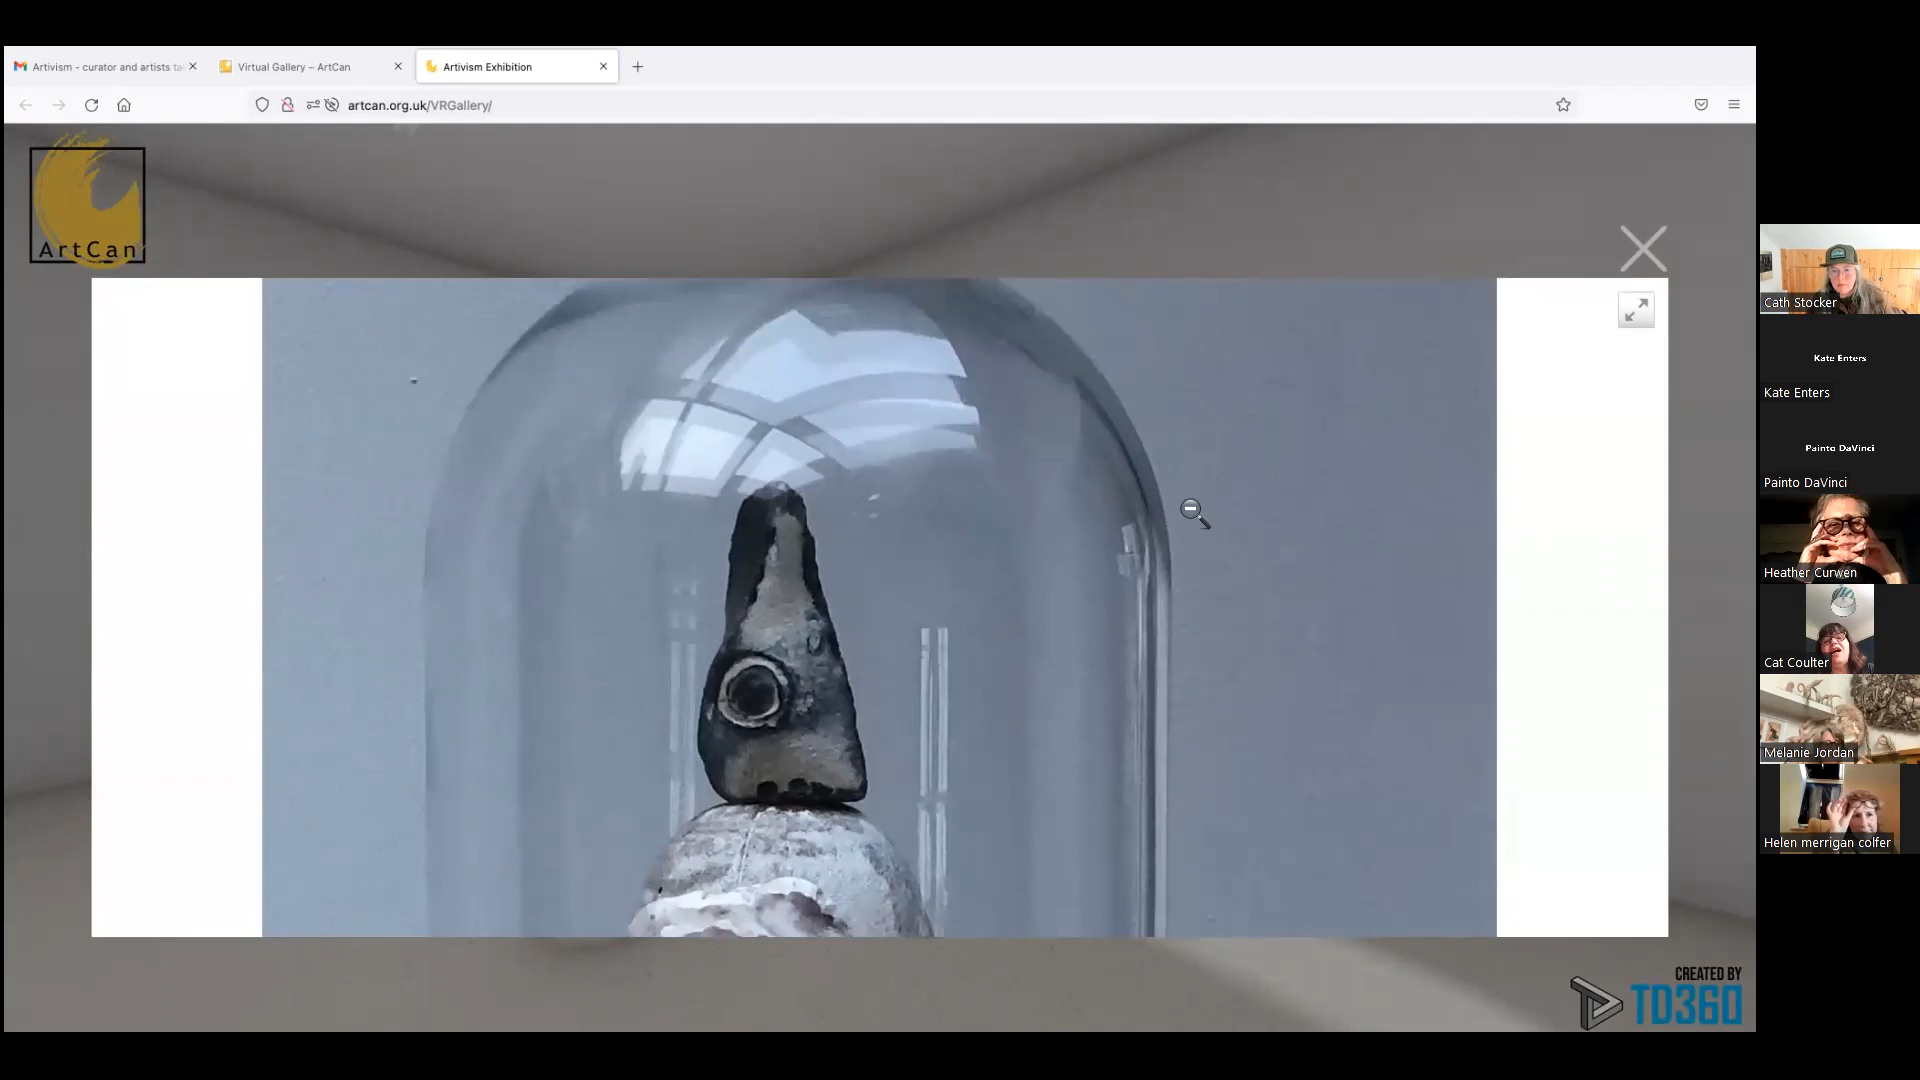 Artivism - curator and artists ta
Virtual Gallery – ArtCan
Artivism Exhibition
artcan.org.uk/VRGallery/
ArtCan
Cath Stocker
Kate Enters
Kate Enters
Painto DaVinci
Painto DaVinci
Heather Curwen
Cat Coulter
Melanie Jordan
Helen merrigan colfer
CREATED BY
TD360